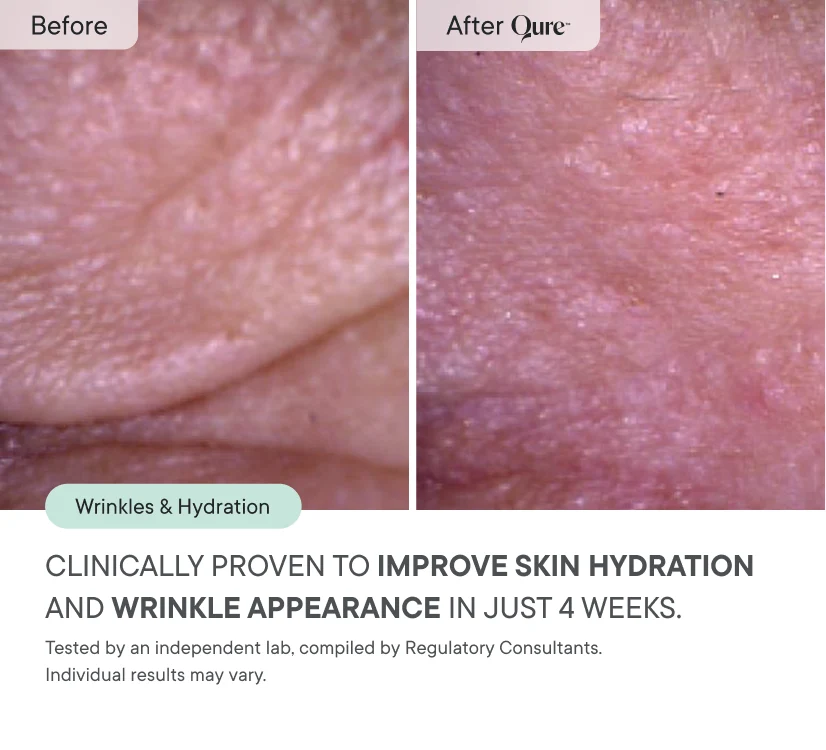 Before
After Qure™
Wrinkles & Hydration
CLINICALLY PROVEN TO IMPROVE SKIN HYDRATION
AND WRINKLE APPEARANCE IN JUST 4 WEEKS.
Tested by an independent lab, compiled by Regulatory Consultants.
Individual results may vary.